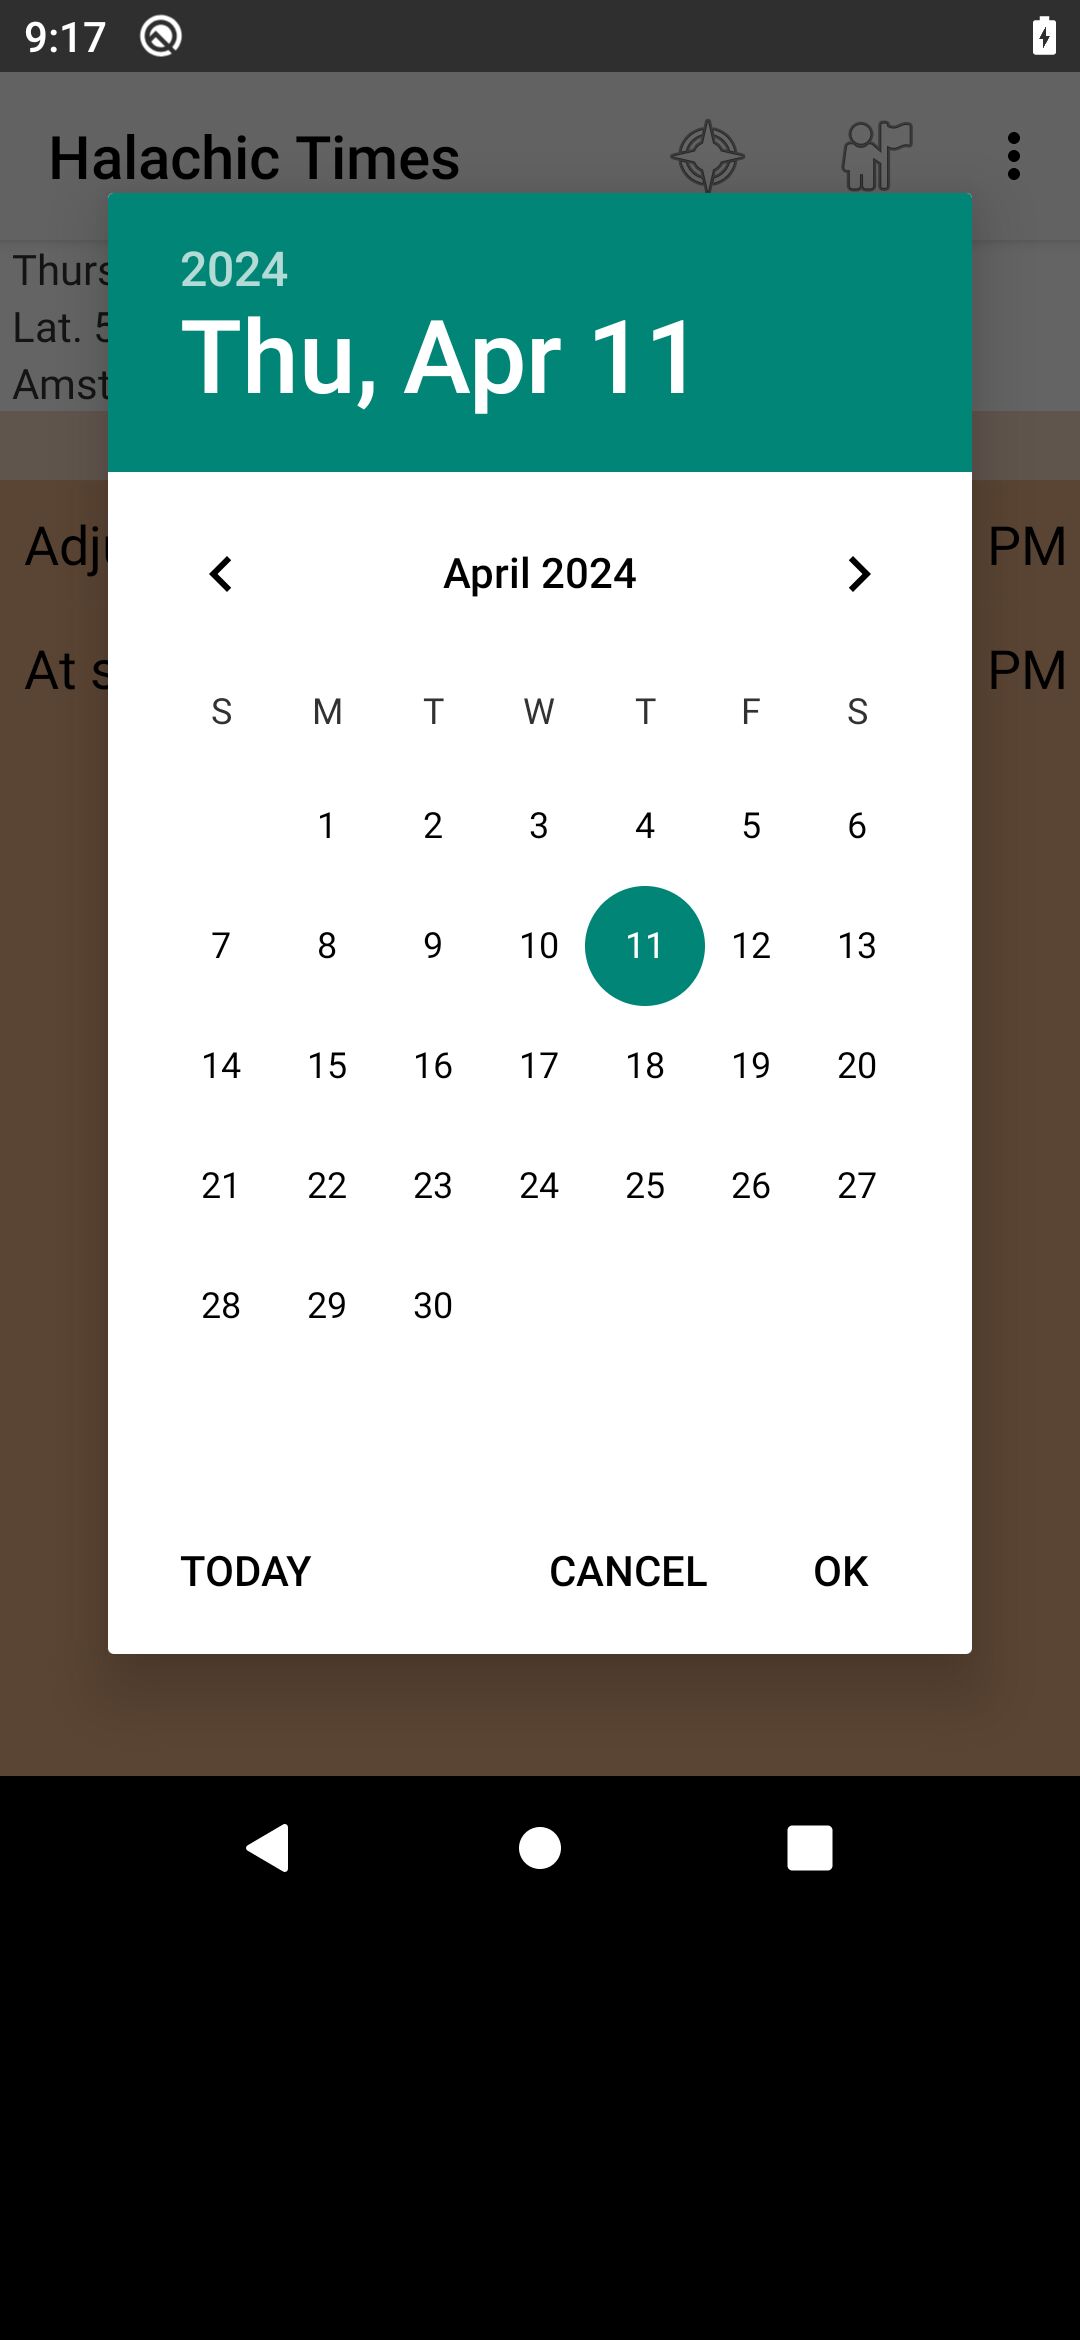 9:17
Halachic Times
Thurs
Lat. 5
Amst
2024
Thu, Apr 11
April 2024
S M T W T F S
1 2 3 4 5 6
7 8 9 10 11 12 13
14 15 16 17 18 19 20
21 22 23 24 25 26 27
28 29 30
Adj PM
At s PM
TODAY CANCEL OK